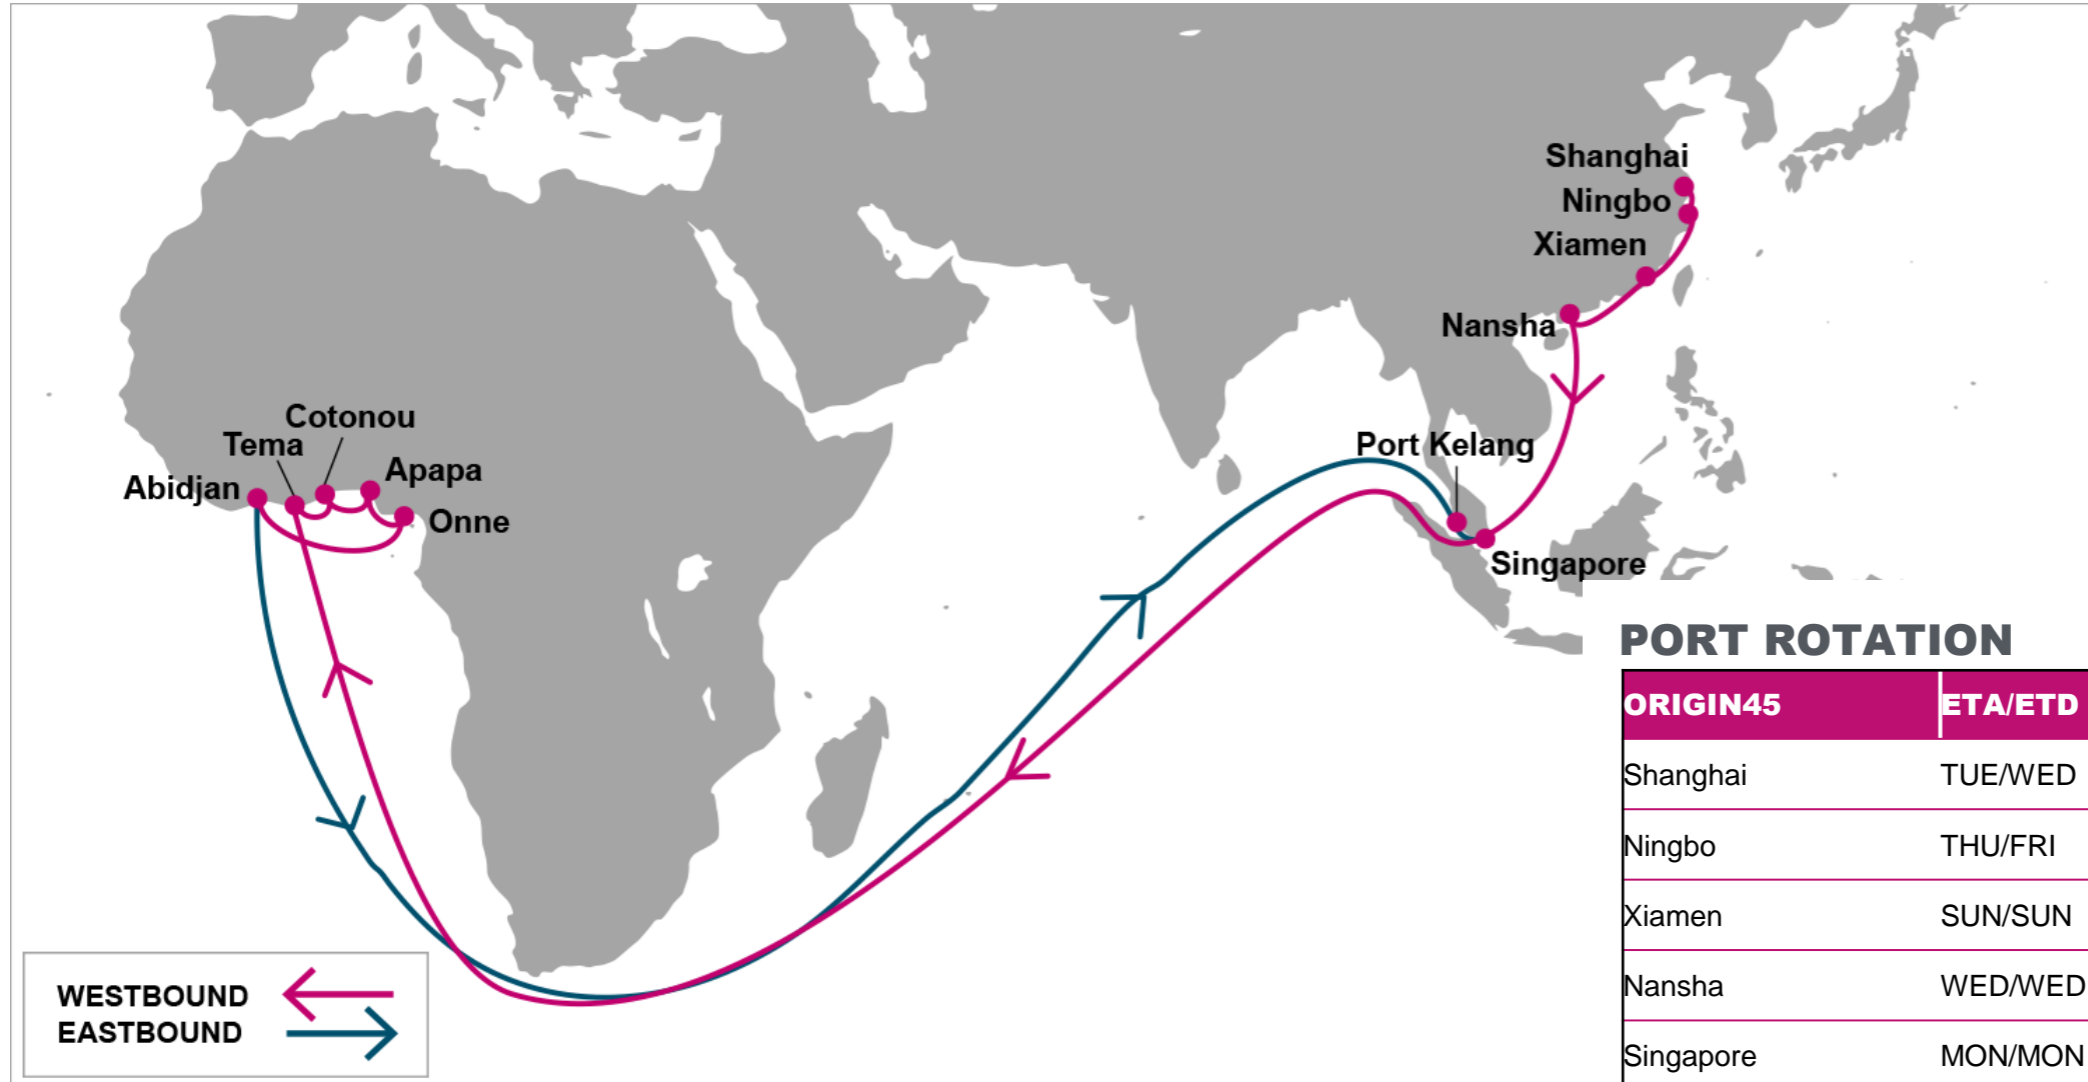 Shanghai
Ningbo
Xiamen
Nansha
Cotonou
Tema
Port Kelang
Apapa
Abidjan
Onne
Singapore
PORT ROTATION
ORIGIN45 ETA/ETD
Shanghai TUE/WED
Ningbo THU/FRI
Xiamen SUN/SUN
Nansha WED/WED
Singapore MON/MON
WESTBOUND
EASTBOUND